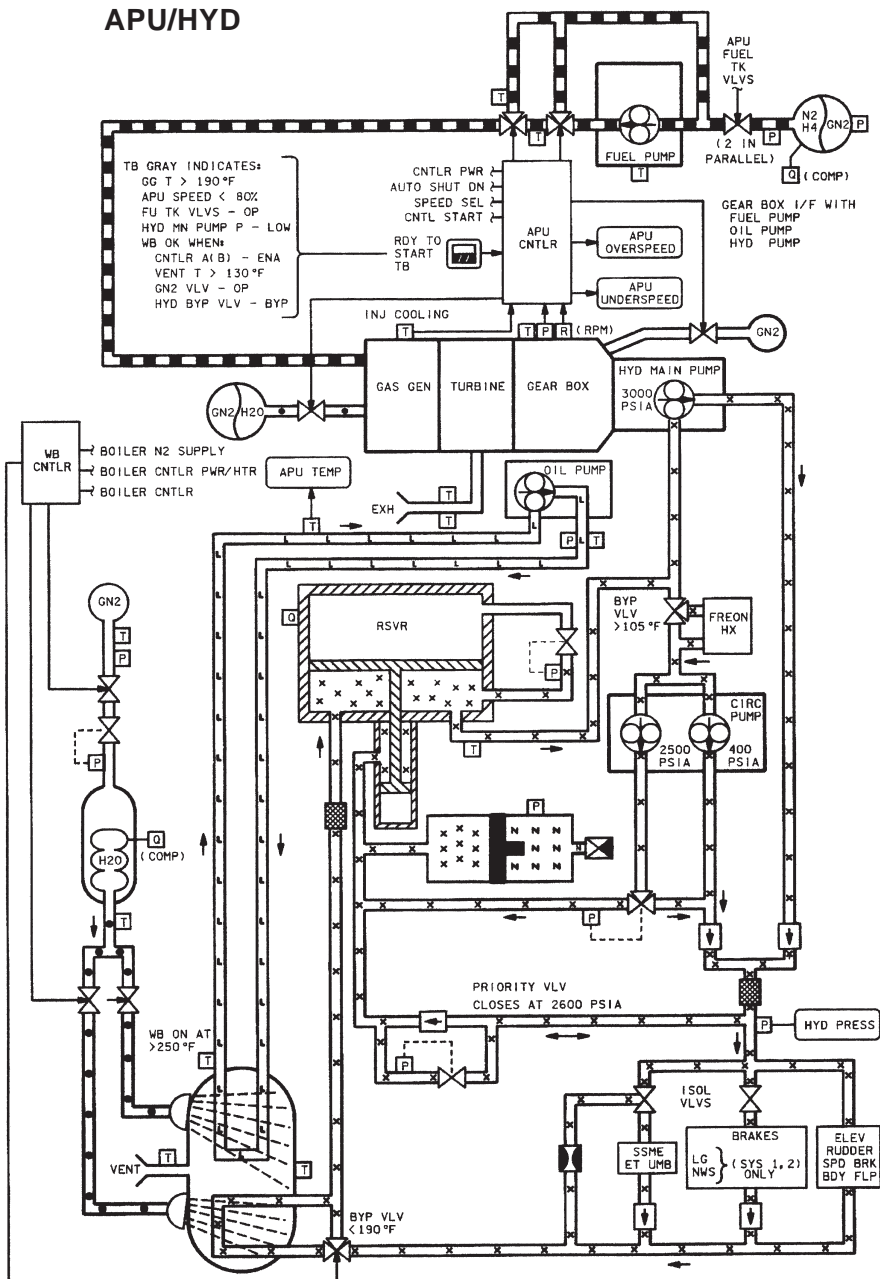 APU/HYD
APU
FUEL
TK
VLVS
T
N2
H4
GN2
P
(2 IN
PARALLEL)
P
T
FUEL PUMP
T
Q
(COMP)
TB GRAY INDICATES:
GG T > 190°F
APU SPEED < 80%
FU TK VLVS - OP
HYD MN PUMP P - LOW
WB OK WHEN:
CNTLR A(B) - ENA
VENT T > 130°F
GN2 VLV - OP
HYD BYP VLV - BYP
CNTLR PWR
AUTO SHUT DN
SPEED SEL
CNTL START
RDY TO
START
TB
APU
CNTLR
APU
OVERSPEED
APU
UNDERSPEED
GEAR BOX I/F WITH
FUEL PUMP
OIL PUMP
HYD PUMP
INJ COOLING
T
T
P
R
(RPM)
GN2
GAS GEN
TURBINE
GEAR BOX
HYD MAIN PUMP
3000
PSIA
GN2
H2O
WB
CNTLR
BOILER N2 SUPPLY
BOILER CNTLR PWR/HTR
BOILER CNTLR
APU TEMP
T
EXH
T
T
OIL PUMP
P
T
GN2
T
P
Q
RSVR
P
T
BYP
VLV
>105°F
FREON
HX
CIRC
PUMP
2500
PSIA
400
PSIA
P
H2O
Q
(COMP)
T
P
N N N
N N
N N N
N
P
PRIORITY VLV
CLOSES AT 2600 PSIA
P
P
HYD PRESS
WB ON AT
>250°F
T
ISOL
VLVS
VENT
T
T
SSME
ET UMB
BRAKES
LG
NWS
(SYS 1,2)
ONLY
ELEV
RUDDER
SPD BRK
BDY FLP
BYP VLV
<190°F